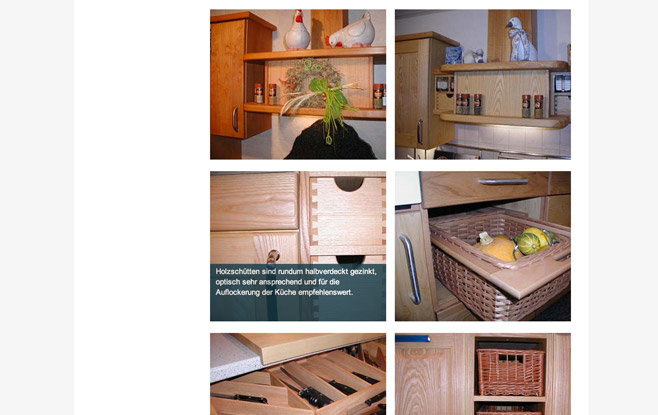 Holzschütten sind rundum halbverdeckt gezinkt,
optisch sehr ansprechend und für die
Auflockerung der Küche empfehlenswert.